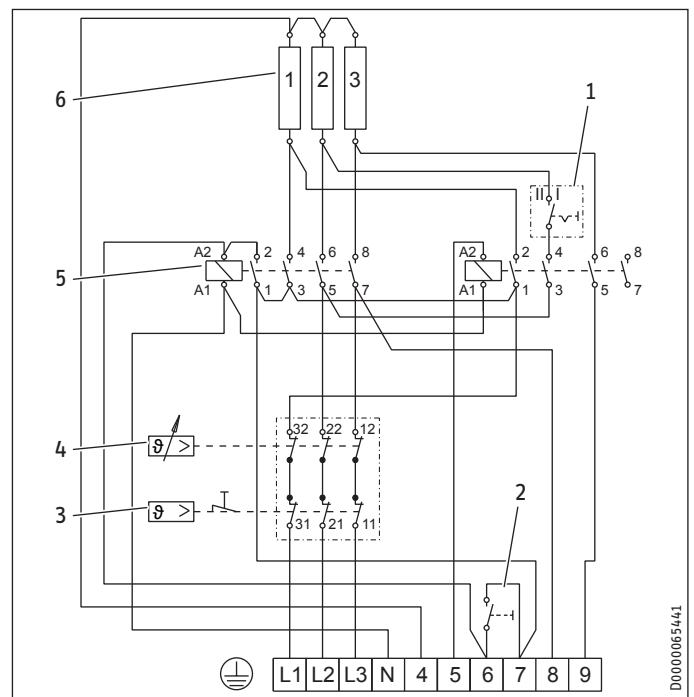 1 2 3
6
1
II I
A2 2 4 6 8
A2 2 4 6 8
5
A1 1 3 5 7
A1 1 3 5 7
32 22 12
4
ϑ >
3
ϑ >
31 21 11
2
L1 L2 L3 N 4 5 6 7 8 9
D0000065441